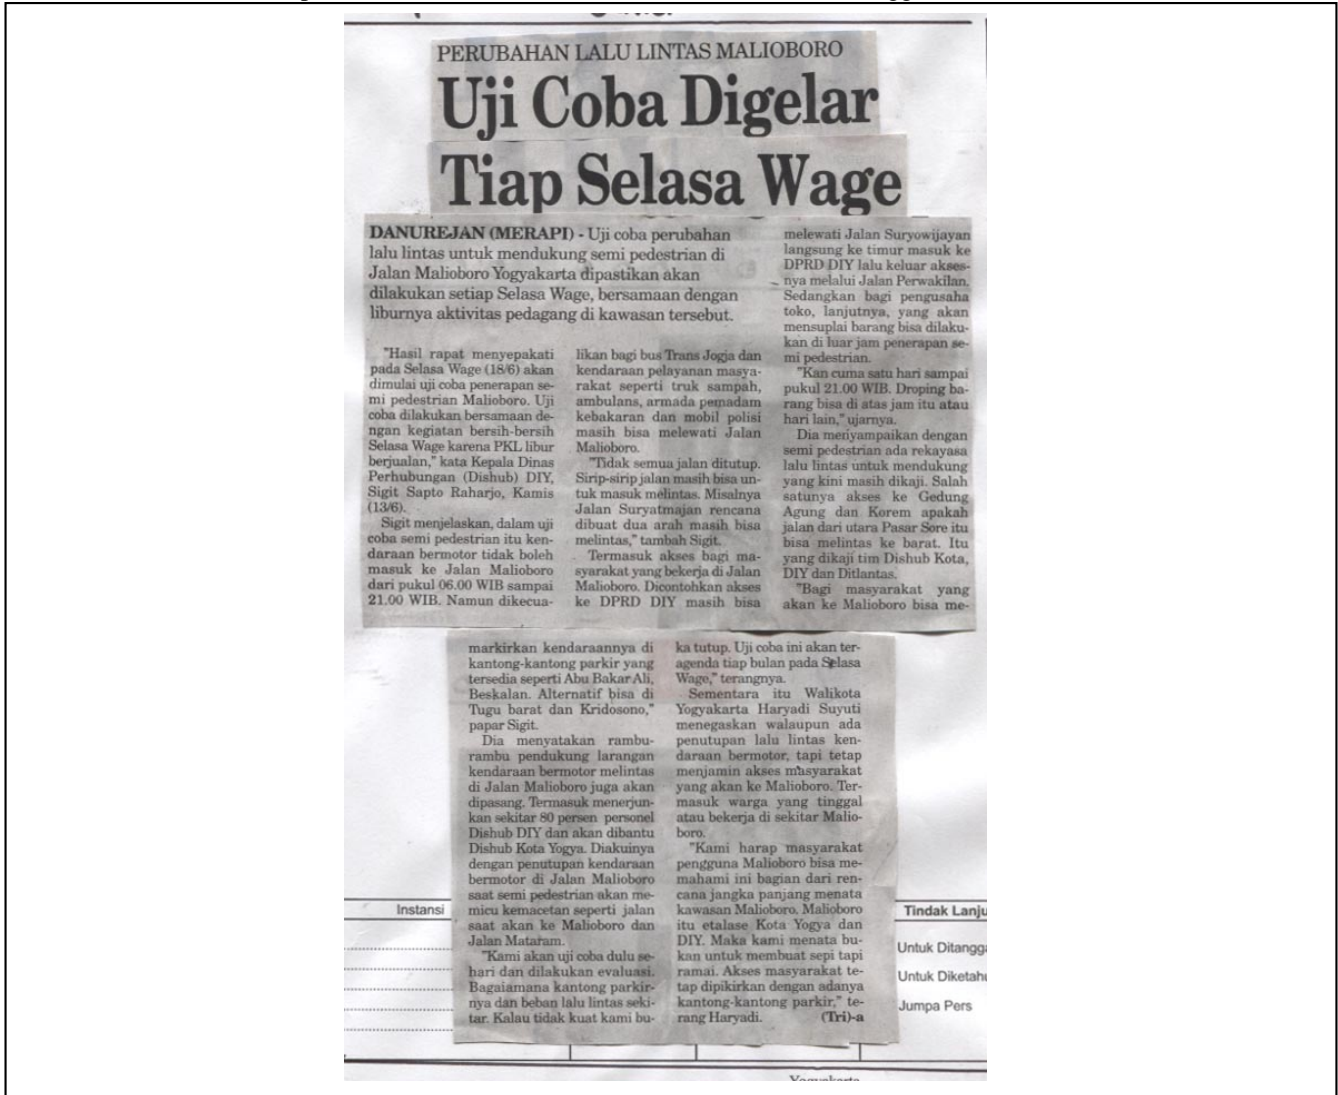 PERUBAHAN LALU LINTAS MALIOBORO
Uji Coba Digelar
Tiap Selasa Wage
DANUREJAN (MERAPI) - Uji coba perubahan
lalu lintas untuk mendukung semi pedestrian di
Jalan Malioboro Yogyakarta dipastikan akan
dilakukan setiap Selasa Wage, bersamaan dengan
liburnya aktivitas pedagang di kawasan tersebut.
"Hasil rapat menyepakati
pada Selasa Wage (18/6) akan
dimulai uji coba penerapan se-
mi pedestrian Malioboro. Uji
coba dilakukan bersamaan de-
ngan kegiatan bersih-bersih
Selasa Wage karena PKL libur
berjualan," kata Kepala Dinas
Perhubungan (Dishub) DIY,
Sigit Sapto Raharjo, Kamis
(13/6).
Sigit menjelaskan, dalam uji
coba semi pedestrian itu ken-
daraan bermotor tidak boleh
masuk ke Jalan Malioboro
dari pukul 06.00 WIB sampai
21.00 WIB. Namun dikecua-
likan bagi bus Trans Jogja dan
kendaraan pelayanan masya-
rakat seperti truk sampah,
ambulans, armada pemadam
kebakaran dan mobil polisi
masih bisa melewati Jalan
Malioboro.
"Tidak semua jalan ditutup.
Sirip-sirip jalan masih bisa un-
tuk masuk melintas. Misalnya
Jalan Suryatmajan rencana
dibuat dua arah masih bisa
melintas," tambah Sigit.
Termasuk akses bagi ma-
syarakat yang bekerja di Jalan
Malioboro. Dicontohkan akses
ke DPRD DIY masih bisa
melewati Jalan Suryowijayan
langsung ke timur masuk ke
DPRD DIY lalu keluar akses-
nya melalui Jalan Perwakilan.
Sedangkan bagi pengusaha
toko, lanjutnya, yang akan
mensuplai barang bisa dilaku-
kan di luar jam penerapan se-
mi pedestrian.
"Kan cuma satu hari sampai
pukul 21.00 WIB. Droping ba-
rang bisa di atas jam itu atau
hari lain," ujarnya.
Dia menyampaikan dengan
semi pedestrian ada rekayasa
lalu lintas untuk mendukung
yang kini masih dikaji. Salah
satunya akses ke Gedung
Agung dan Korem apakah
jalan dari utara Pasar Sore itu
bisa melintas ke barat. Itu
yang dikaji tim Dishub Kota,
DIY dan Ditlantas.
"Bagi masyarakat yang
akan ke Malioboro bisa me-
markirkan kendaraannya di
kantong-kantong parkir yang
tersedia seperti Abu Bakar Ali,
Beskalan. Alternatif bisa di
Tugu barat dan Kridosono,"
papar Sigit.
Dia menyatakan rambu-
rambu pendukung larangan
kendaraan bermotor melintas
di Jalan Malioboro juga akan
dipasang. Termasuk menerjun-
kan sekitar 80 persen personel
Dishub DIY dan akan dibantu
Dishub Kota Yogya. Diakuinya
dengan penutupan kendaraan
bermotor di Jalan Malioboro
saat semi pedestrian akan me-
micu kemacetan seperti jalan
saat akan ke Malioboro dan
Jalan Mataram.
"Kami akan uji coba dulu se-
hari dan dilakukan evaluasi.
Bagaiamana kantong parkir-
nya dan beban lalu lintas seki-
tar. Kalau tidak kuat kami bu-
ka tutup. Uji coba ini akan ter-
agenda tiap bulan pada Selasa
Wage," terangnya.
Sementara itu Walikota
Yogyakarta Haryadi Suyuti
menegaskan walaupun ada
penutupan lalu lintas ken-
daraan bermotor, tapi tetap
menjamin akses masyarakat
yang akan ke Malioboro. Ter-
masuk warga yang tinggal
atau bekerja di sekitar Malio-
boro.
"Kami harap masyarakat
pengguna Malioboro bisa me-
mahami ini bagian dari ren-
cana jangka panjang menata
kawasan Malioboro. Malioboro
itu etalase Kota Yogya dan
DIY. Maka kami menata bu-
kan untuk membuat sepi tapi
ramai. Akses masyarakat te-
tap dipikirkan dengan adanya
kantong-kantong parkir," te-
rang Haryadi. (Tri)-a
Instansi
Tindak Lanju
Untuk Ditangga
Untuk Diketahu
Jumpa Pers